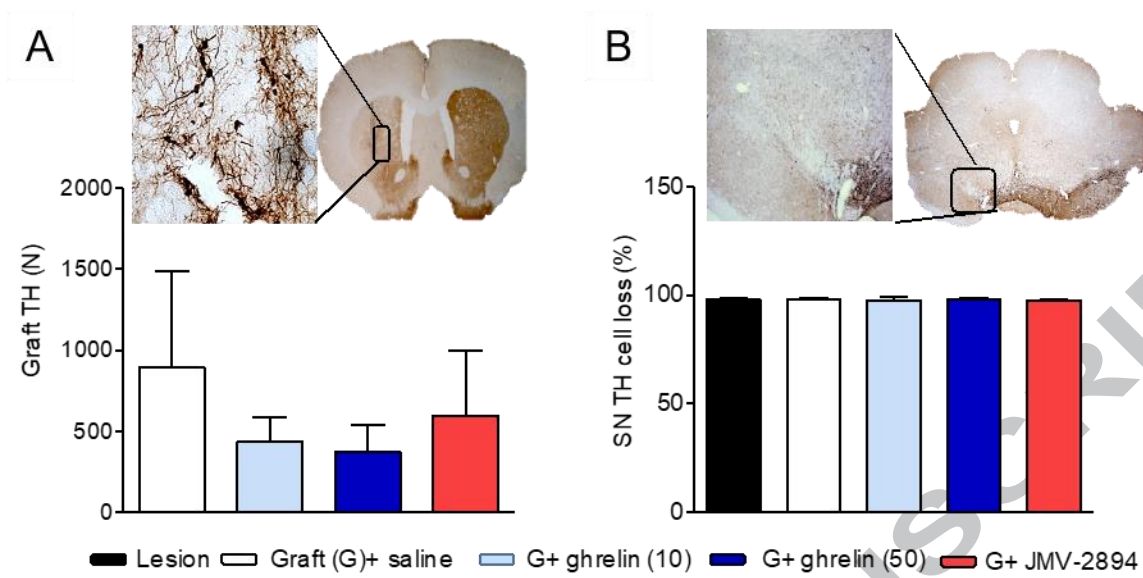 A
B
2000
1500
1000
500
0
Graft TH (N)
150
100
50
0
SN TH cell loss (%)
Lesion Graft (G)+ saline G+ ghrelin (10) G+ ghrelin (50) G+ JMV-2894